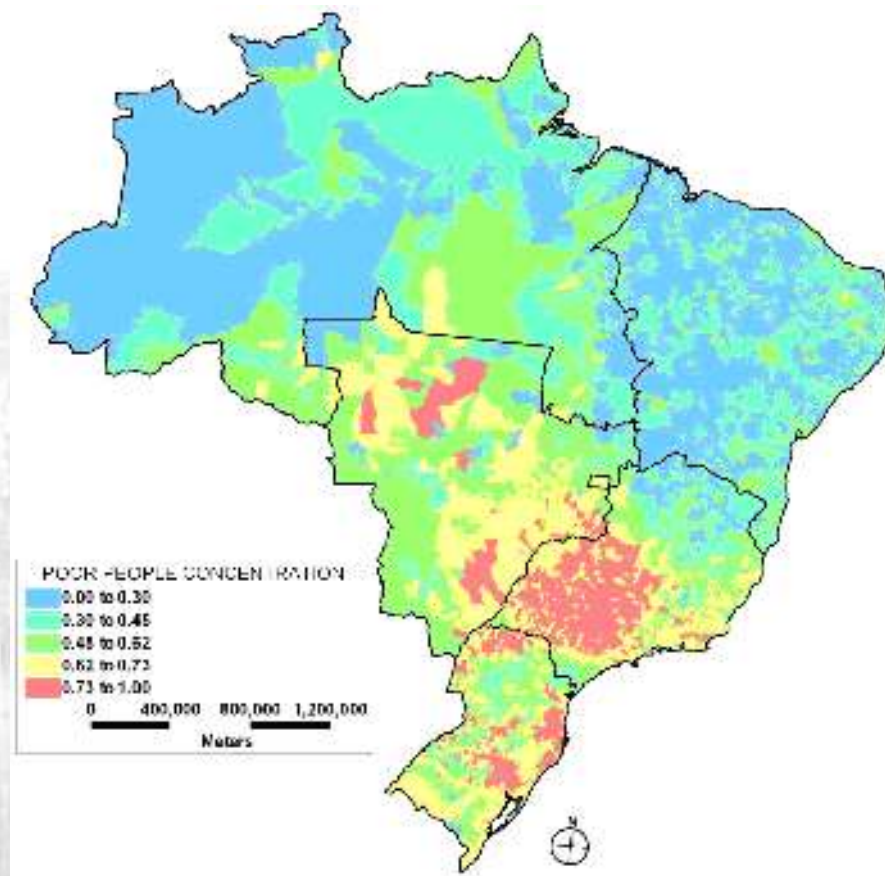 POOR PEOPLE CONCENTRATION
0.00 to 0.30
0.30 to 0.45
0.45 to 0.62
0.62 to 0.73
0.73 to 1.00
0 400,000 800,000 1,200,000
Meters
N